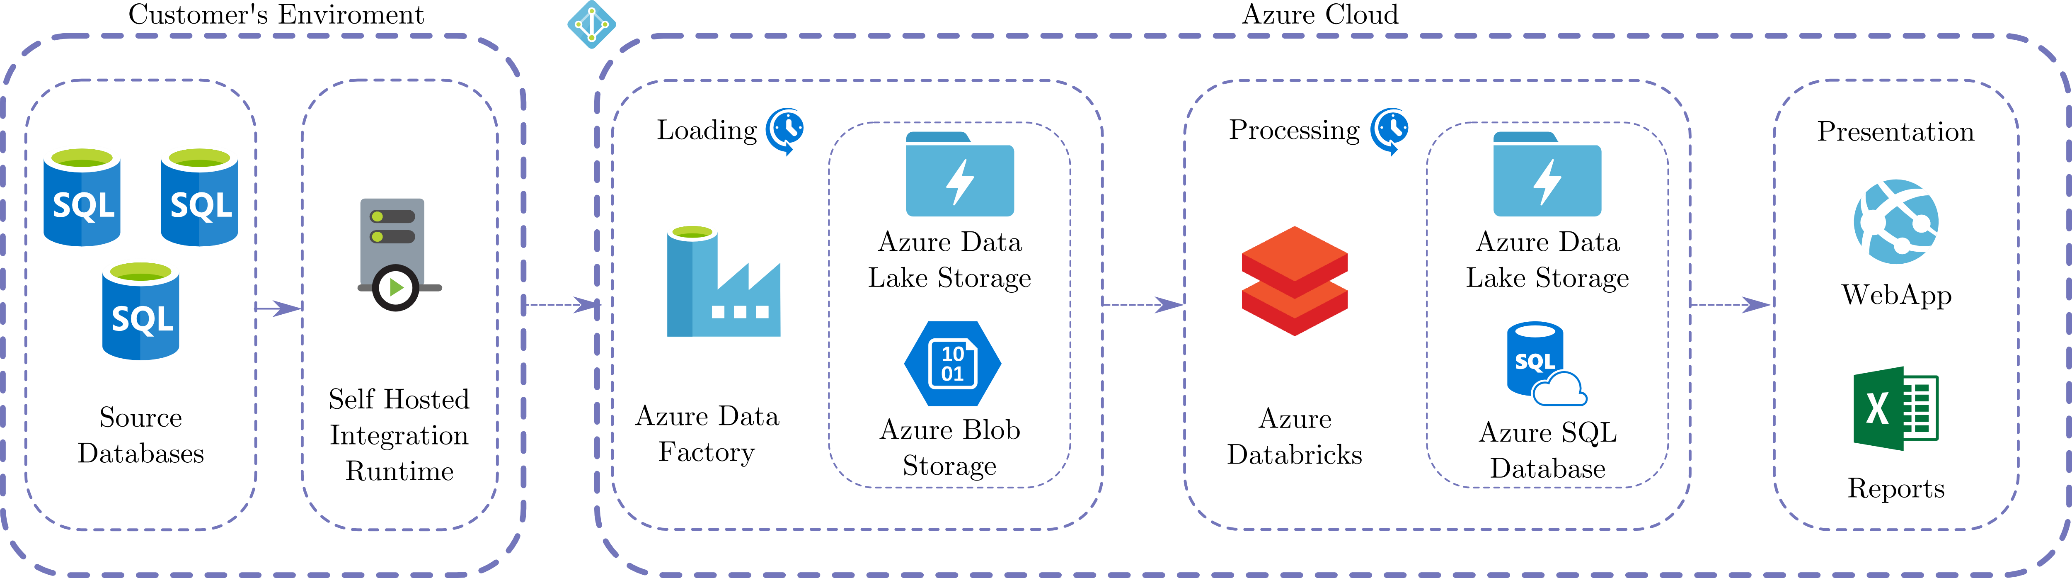 Customer's Enviroment
SQL
SQL
SQL
Source
Databases
Self Hosted
Integration
Runtime
Azure Cloud
Loading
Azure Data
Factory
Azure Data
Lake Storage
10
01
Azure Blob
Storage
Processing
Azure
Databricks
Azure Data
Lake Storage
SQL
Azure SQL
Database
Presentation
WebApp
X
Reports